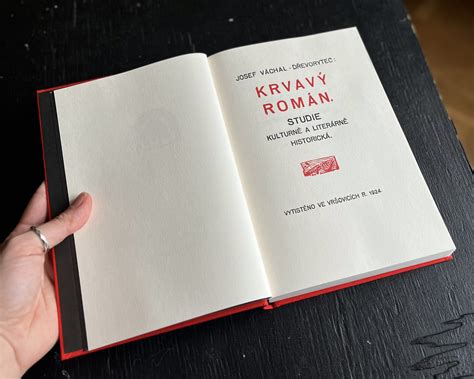 JOSEF VÁCHAL - DŘEVORYTEC:
KRVAVÝ
ROMÁN.
STUDIE
KULTURNĚ A LITERÁRNĚ
HISTORICKÁ.
VYTIŠTĚNO VE VRŠOVICÍCH R. 1924.